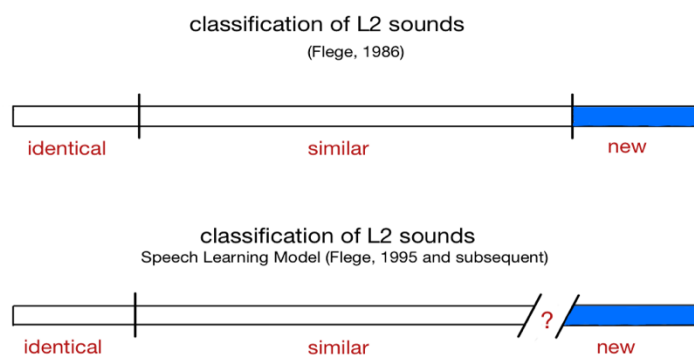 classification of L2 sounds
(Flege, 1986)
identical similar new
classification of L2 sounds
Speech Learning Model (Flege, 1995 and subsequent)
?
identical similar new